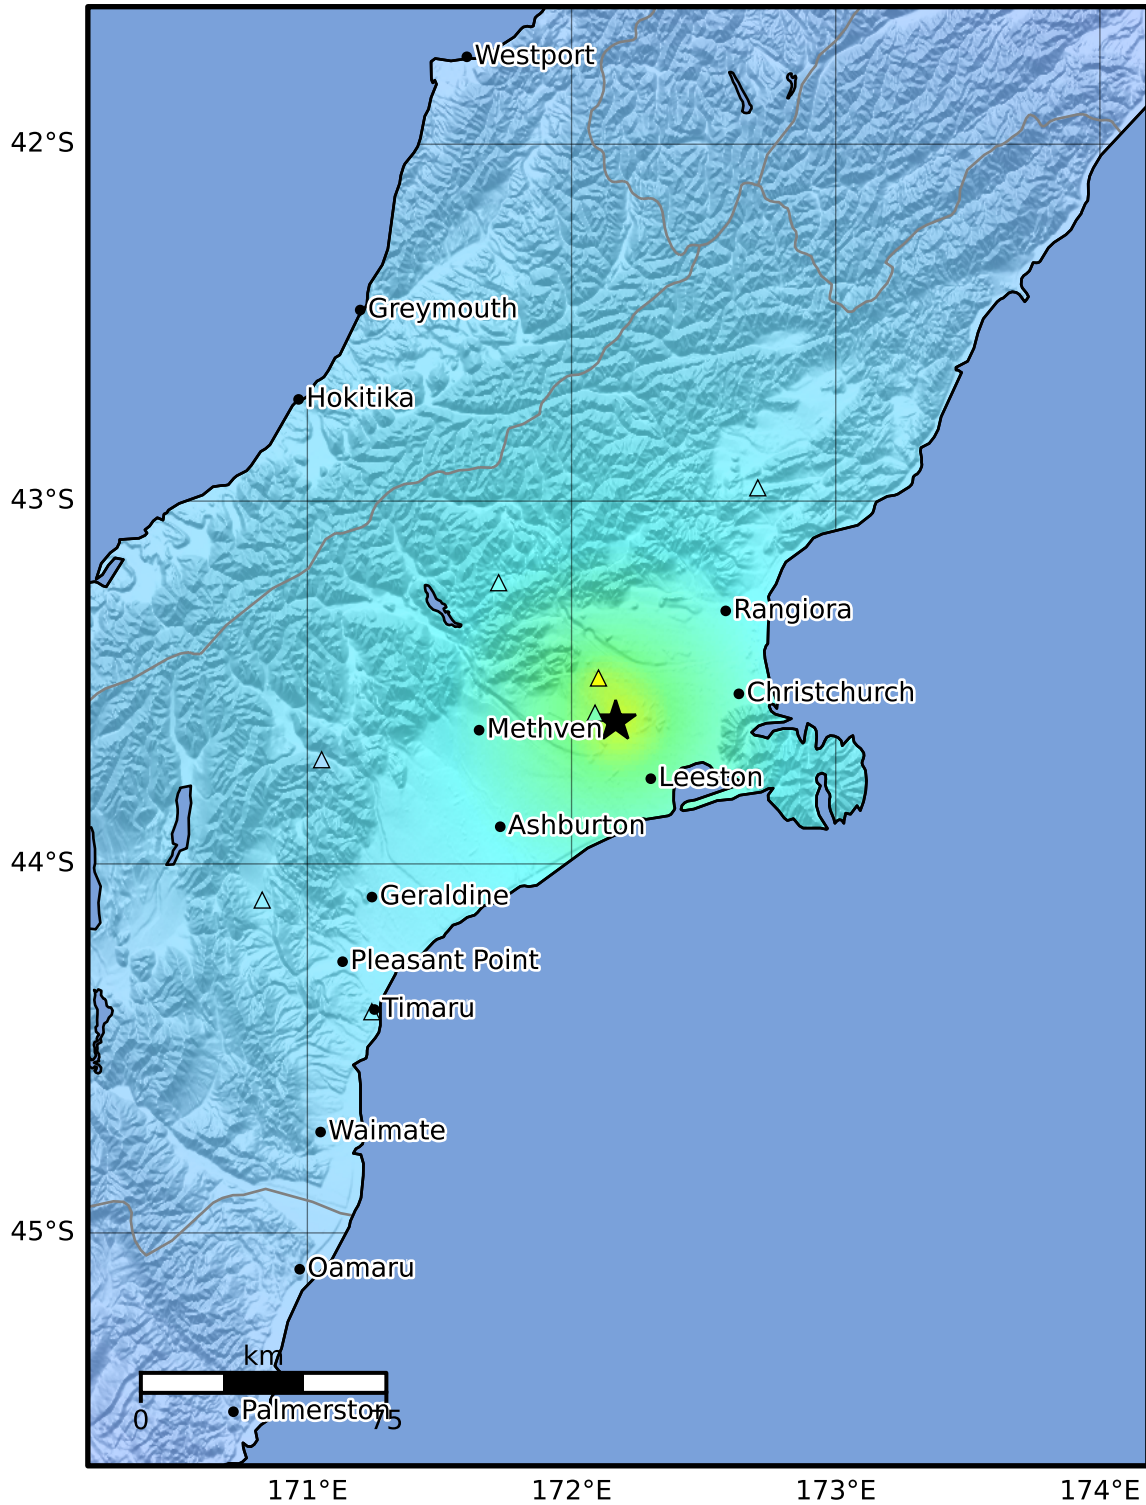 Westport
42°S
Greymouth
Hokitika
43°S
Rangiora
Christchurch
Methven
Leeston
Ashburton
44°S
Geraldine
Pleasant Point
Timaru
Waimate
45°S
Oamaru
km
Palmerston
0 75
171°E 172°E 173°E 174°E